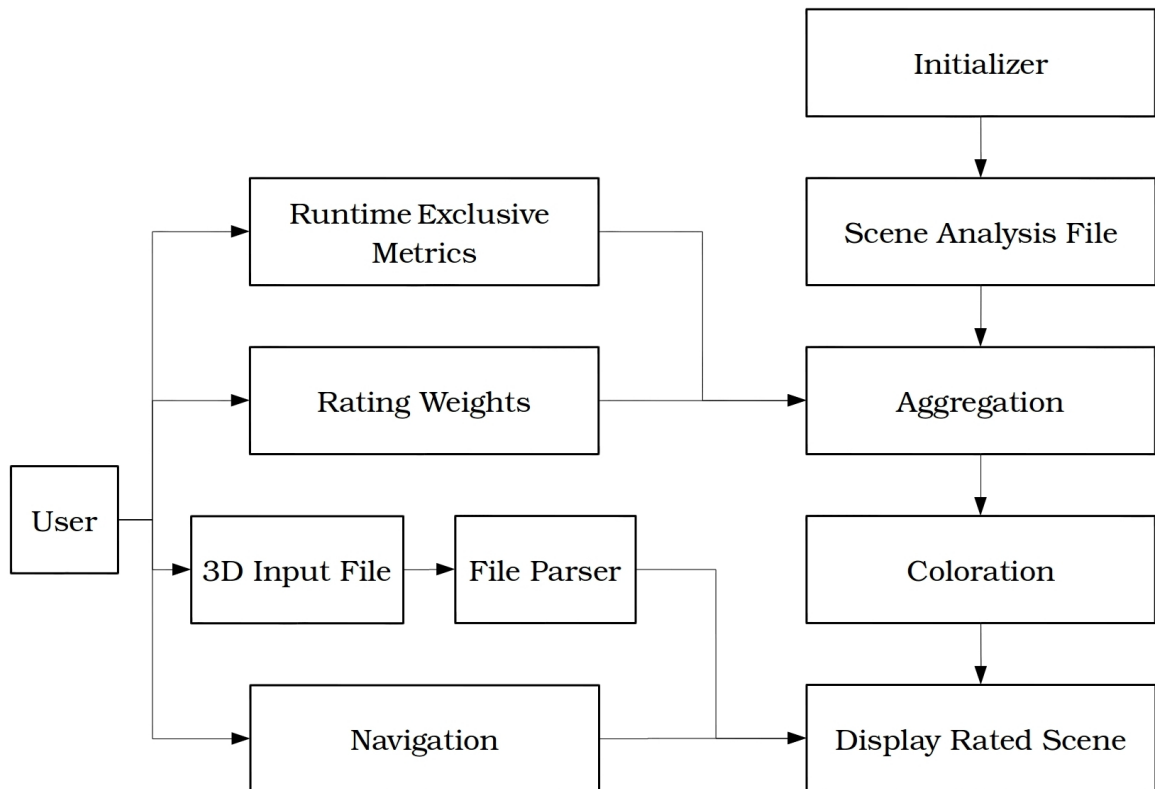 Initializer
Runtime Exclusive
Metrics
Scene Analysis File
Rating Weights
Aggregation
User
3D Input File
File Parser
Coloration
Navigation
Display Rated Scene